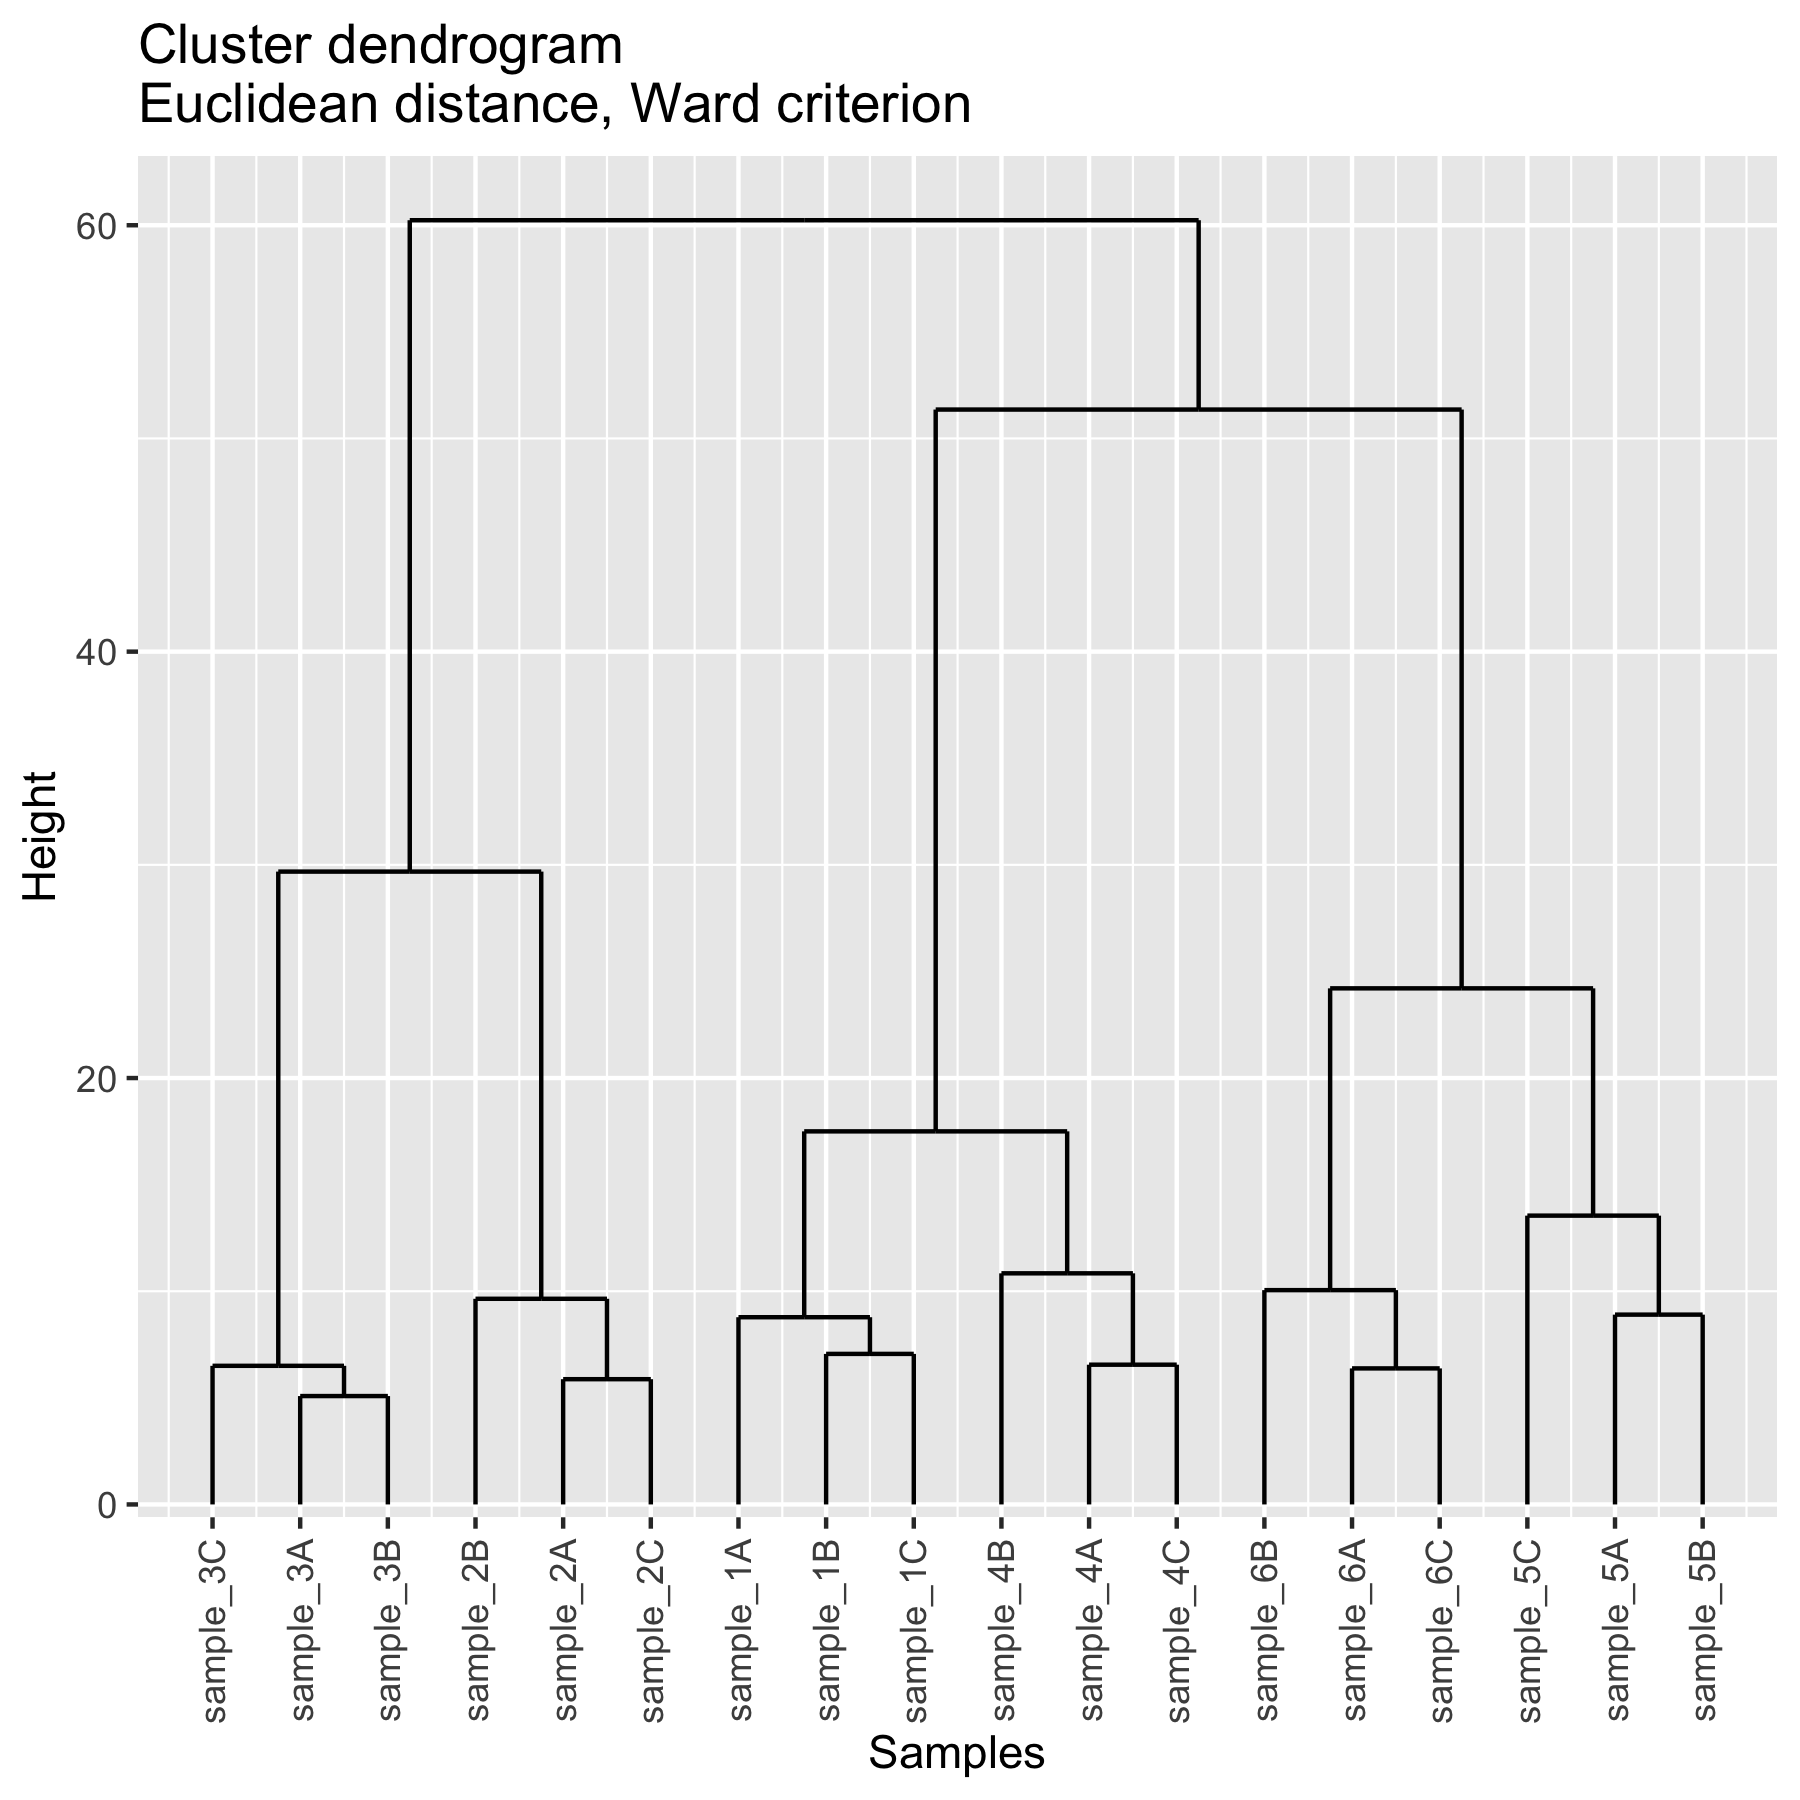 Cluster dendrogram
Euclidean distance, Ward criterion
60
40
20
0
Height
sample_3C
sample_3A
sample_3B
sample_2B
sample_2A
sample_2C
sample_1A
sample_1B
sample_1C
sample_4B
sample_4A
sample_4C
sample_6B
sample_6A
sample_6C
sample_5C
sample_5A
sample_5B
Samples